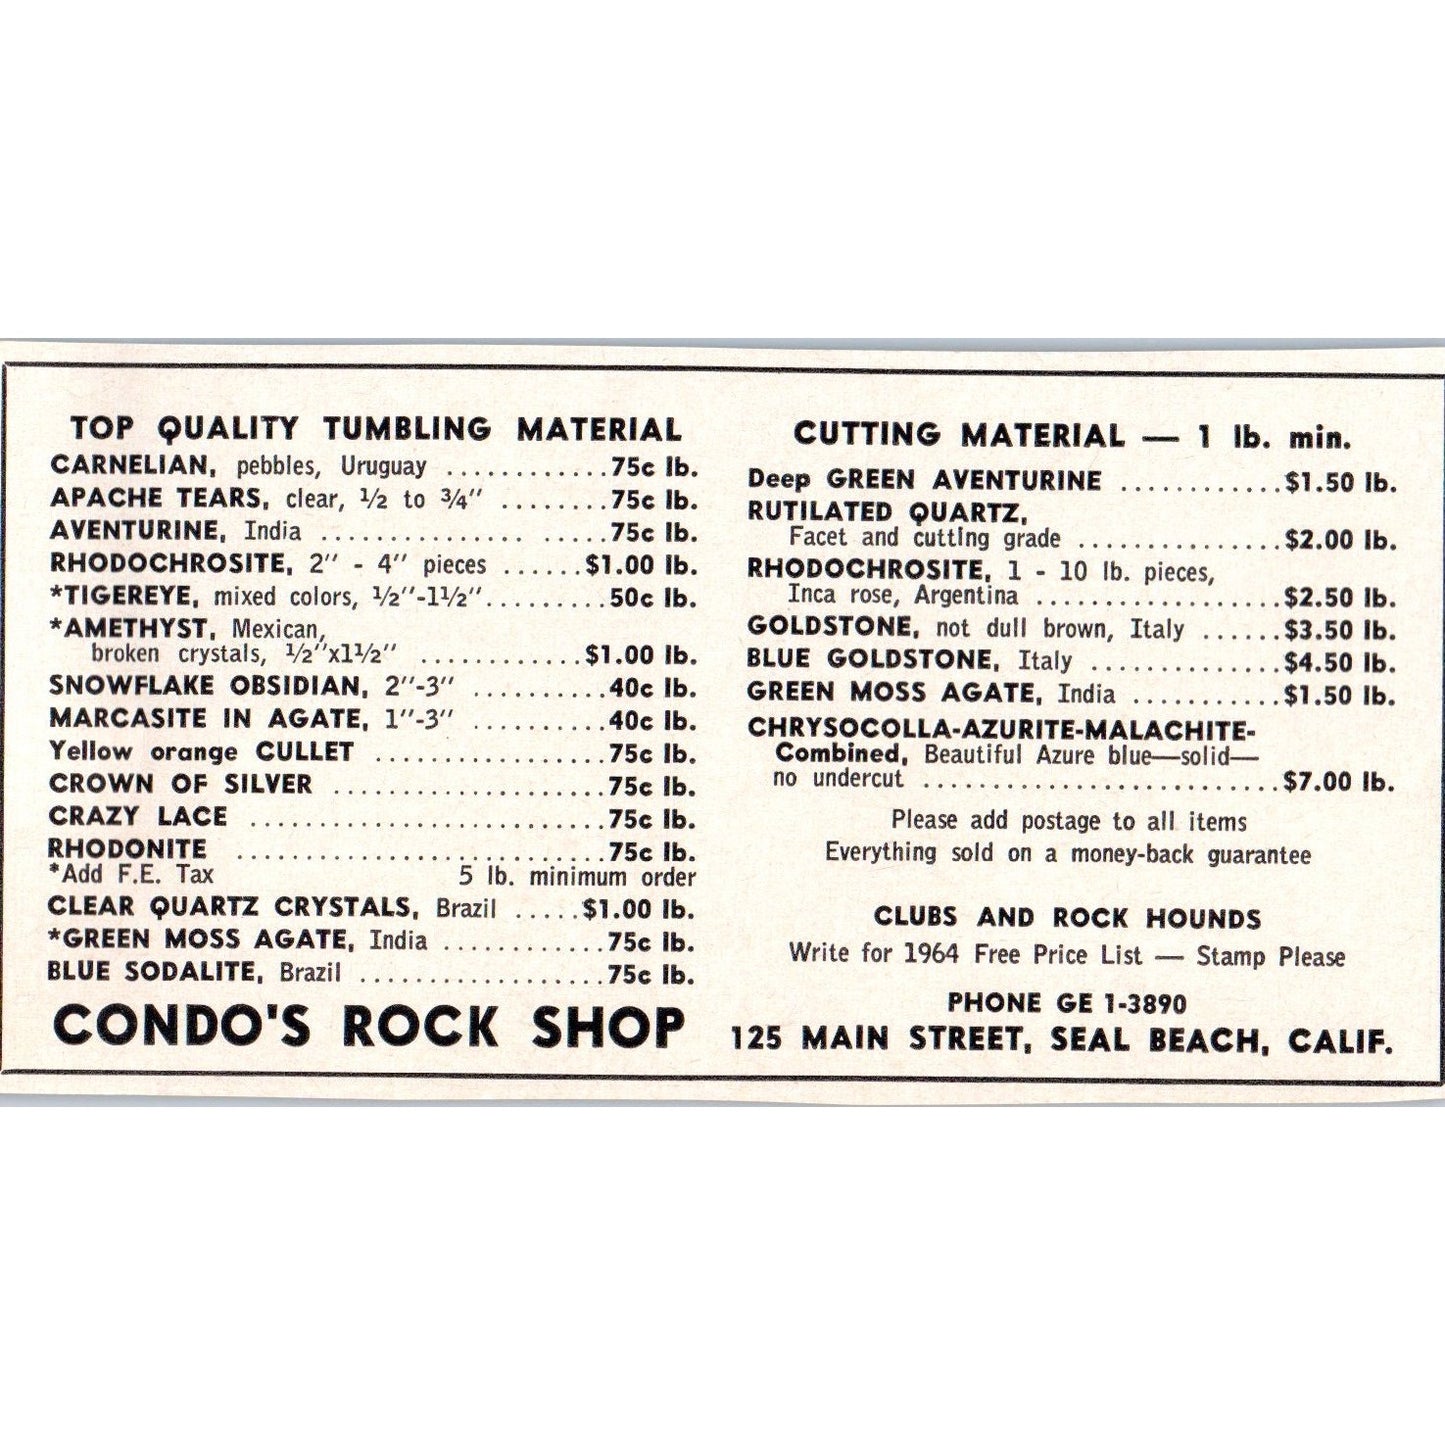 TOP QUALITY TUMBLING MATERIAL
CARNELIAN, pebbles, Uruguay ............75c lb.
APACHE TEARS, clear, ½ to ¾" ........75c lb.
AVENTURINE, India ............... ......75c lb.
RHODOCHROSITE, 2" - 4" pieces ......$1.00 lb.
*TIGEREYE, mixed colors, ½"-1½".........50c lb.
*AMETHYST, Mexican,
broken crystals, ½"x1½" ............$1.00 lb.
SNOWFLAKE OBSIDIAN, 2"-3" ..........40c lb.
MARCASITE IN AGATE, 1"-3" ..........40c lb.
Yellow orange CULLET .................75c lb.
CROWN OF SILVER ....................75c lb.
CRAZY LACE ..........................75c lb.
RHODONITE ...........................75c lb.
*Add F.E. Tax 5 lb. minimum order
CLEAR QUARTZ CRYSTALS, Brazil .....$1.00 lb.
*GREEN MOSS AGATE, India ............75c lb.
BLUE SODALITE, Brazil ..................75c lb.
CONDO'S ROCK SHOP
CUTTING MATERIAL — 1 lb. min.
Deep GREEN AVENTURINE ............$1.50 lb.
RUTILATED QUARTZ,
Facet and cutting grade ...............$2.00 lb.
RHODOCHROSITE, 1 - 10 lb. pieces,
Inca rose, Argentina ..................$2.50 lb.
GOLDSTONE, not dull brown, Italy ......$3.50 lb.
BLUE GOLDSTONE, Italy ..............$4.50 lb.
GREEN MOSS AGATE, India ...........$1.50 lb.
CHRYSOCOLLA-AZURITE-MALACHITE-
Combined, Beautiful Azure blue—solid—
no undercut ..........................$7.00 lb.
Please add postage to all items
Everything sold on a money-back guarantee
CLUBS AND ROCK HOUNDS
Write for 1964 Free Price List — Stamp Please
PHONE GE 1-3890
125 MAIN STREET, SEAL BEACH, CALIF.